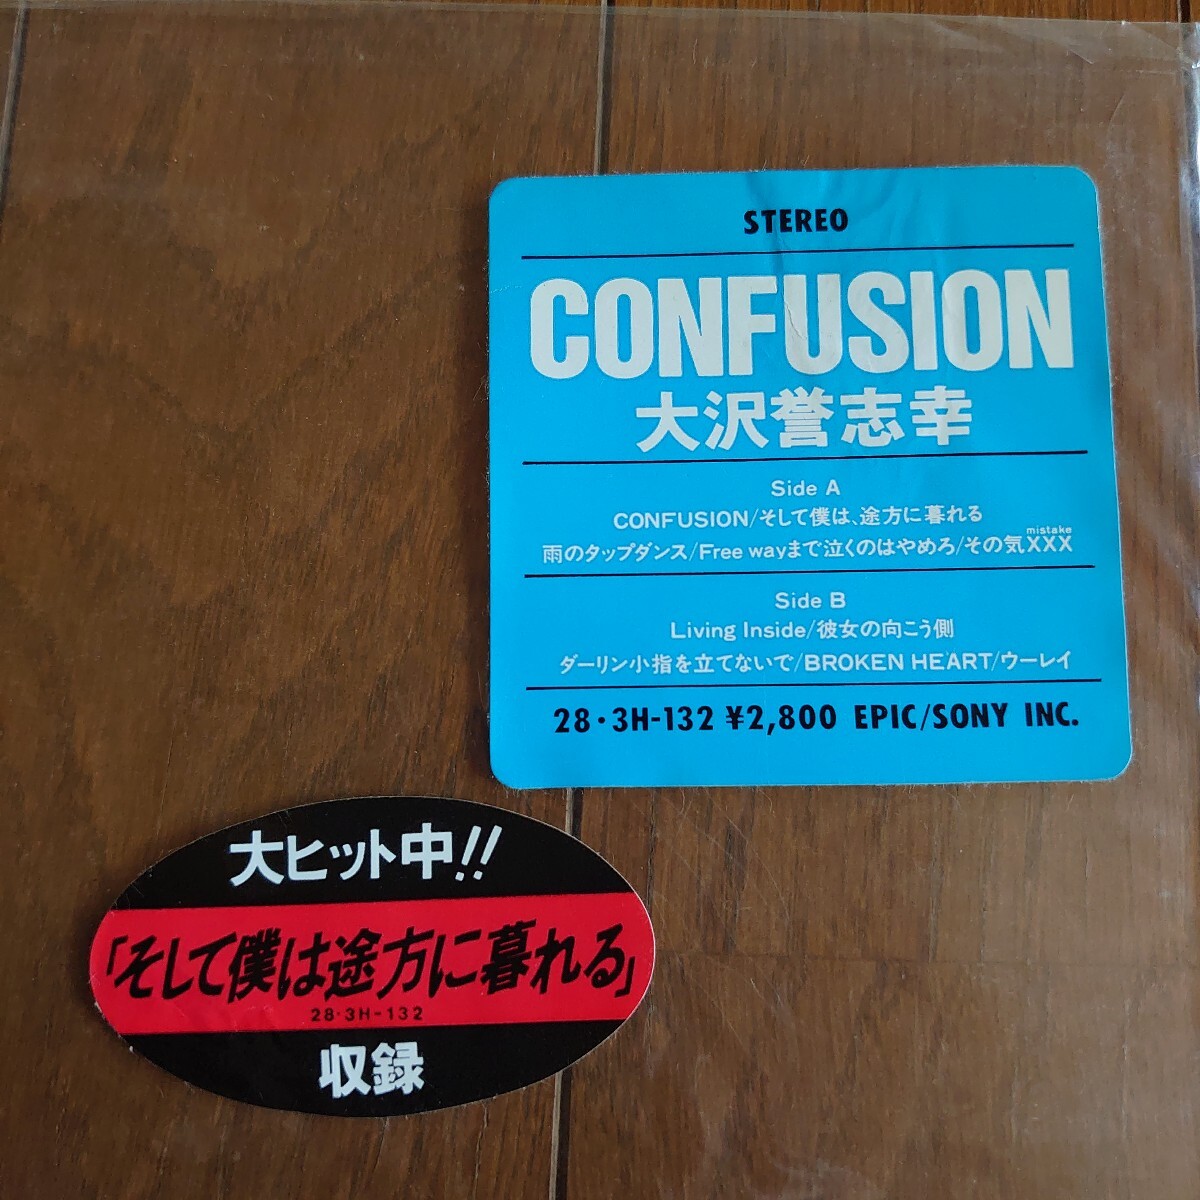 STEREO
CONFUSION
大沢誉志幸
Side A
CONFUSION/そして僕は、途方に暮れる
mistake
雨のタップダンス/Free wayまで泣くのはやめろ/その気XXX
Side B
Living Inside/彼女の向こう側
ダーリン小指を立てないで/BROKEN HEART/ウーレイ
28・3H-132 ¥2,800 EPIC/SONY INC.
大ヒット中!!
「そして僕は途方に暮れる」
28・3H-132
収録